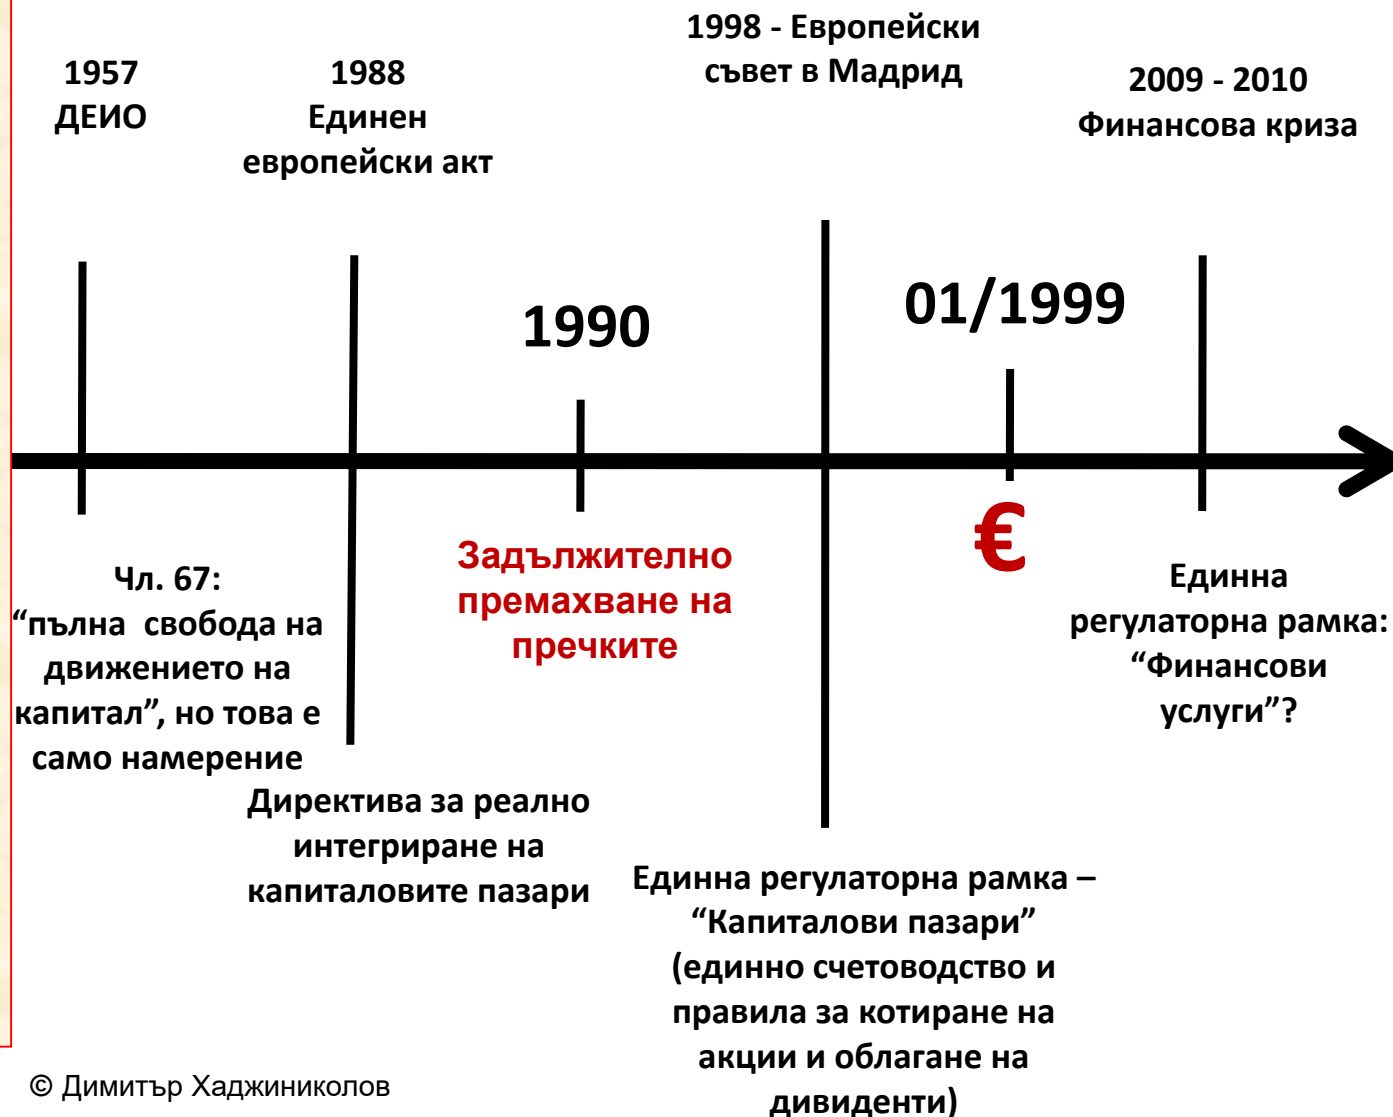 1957
ДЕИО
1988
Единен
европейски акт
1998 - Европейски
съвет в Мадрид
2009 - 2010
Финансова криза
1990
01/1999
Чл. 67:
“пълна свобода на
движението на
капитал”, но това е
само намерение
Директива за реално
интегриране на
капиталовите пазари
Задължително
премахване на
пречките
Единна регулаторна рамка –
“Капиталови пазари”
(единно счетоводство и
правила за котиране на
акции и облагане на
дивиденти)
€
Единна
регулаторна рамка:
“Финансови
услуги”?
© Димитър Хаджиниколов